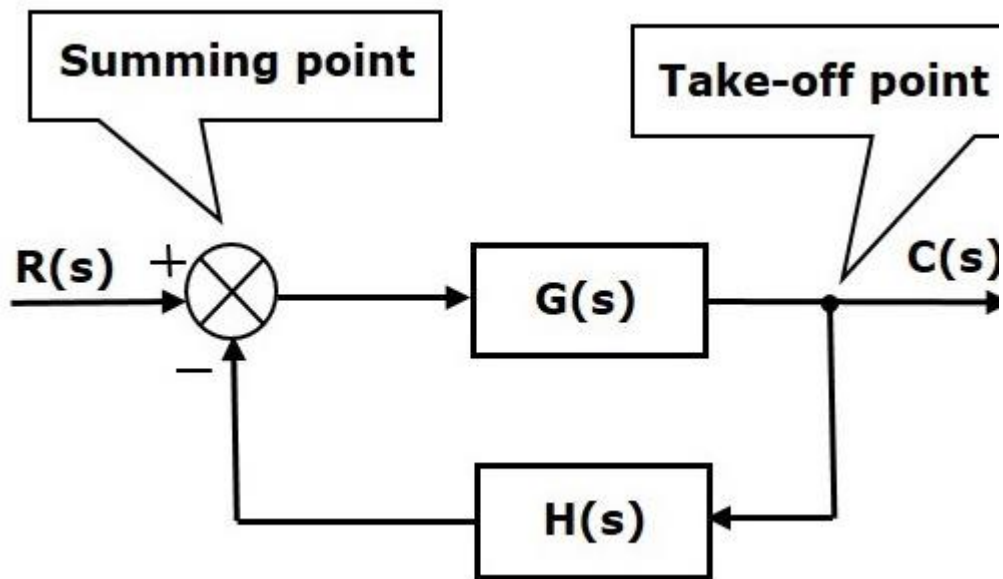 Summing point
Take-off point
R(s)
+
G(s)
C(s)
−
H(s)